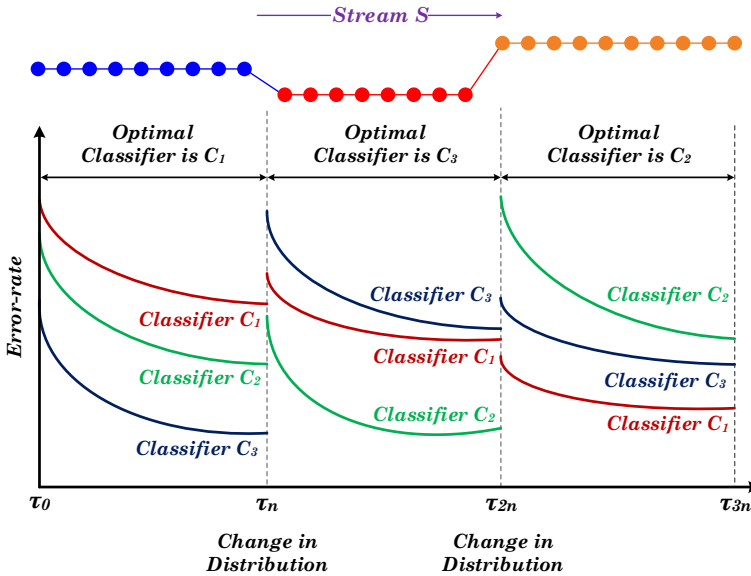 Stream S
Optimal
Classifier is C₁
Optimal
Classifier is C₃
Optimal
Classifier is C₂
Error-rate
Classifier C₁
Classifier C₂
Classifier C₃
Classifier C₃
Classifier C₁
Classifier C₂
Classifier C₂
Classifier C₃
Classifier C₁
τ₀
τₙ
τ₂ₙ
τ₃ₙ
Change in
Distribution
Change in
Distribution